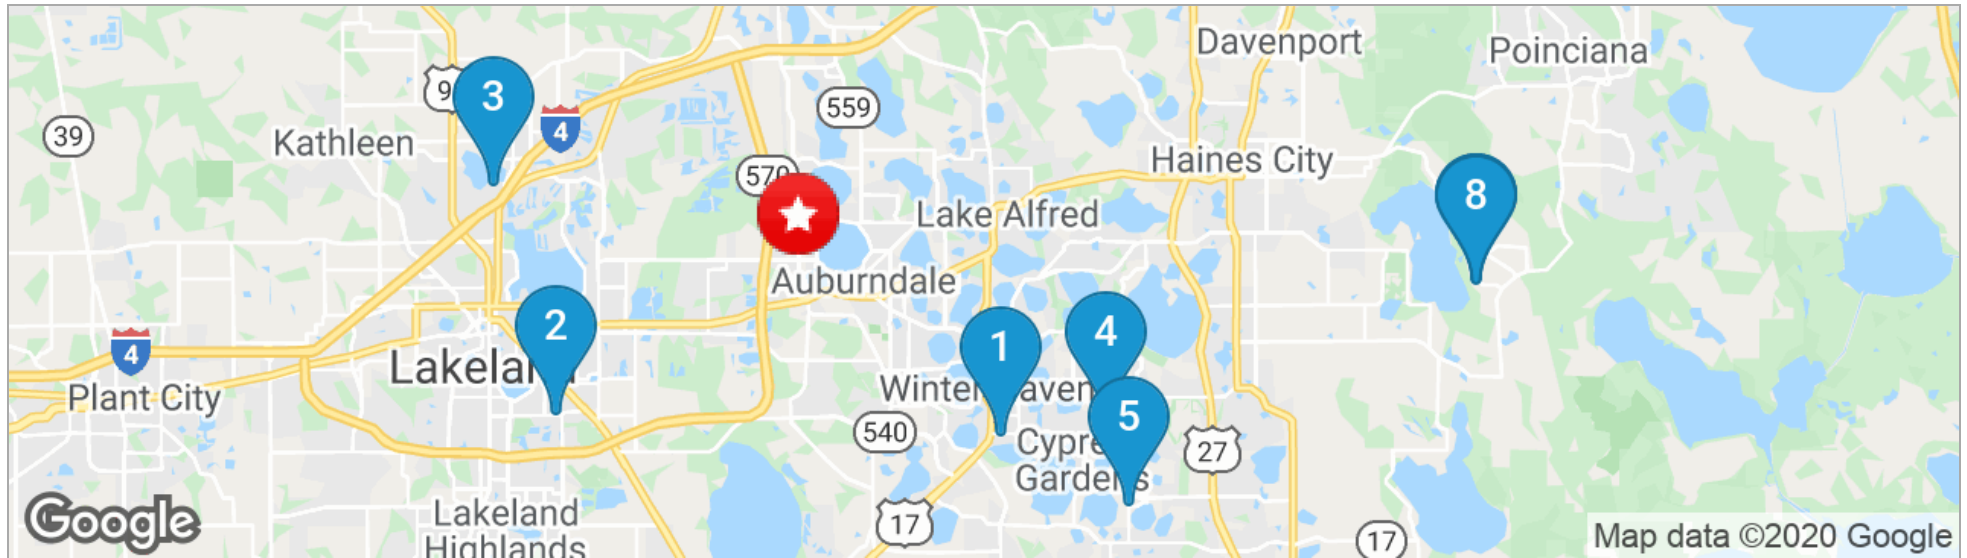 Davenport
Poinciana
9
3
559
4
39
Kathleen
Haines City
570
8
Lake Alfred
Auburndale
2
4
1
4
Lakelan
Winter
aven
Plant City
5
540
Cypre
Gardens
27
Google
Lakeland
Highlands
17
17
Map data ©2020 Google